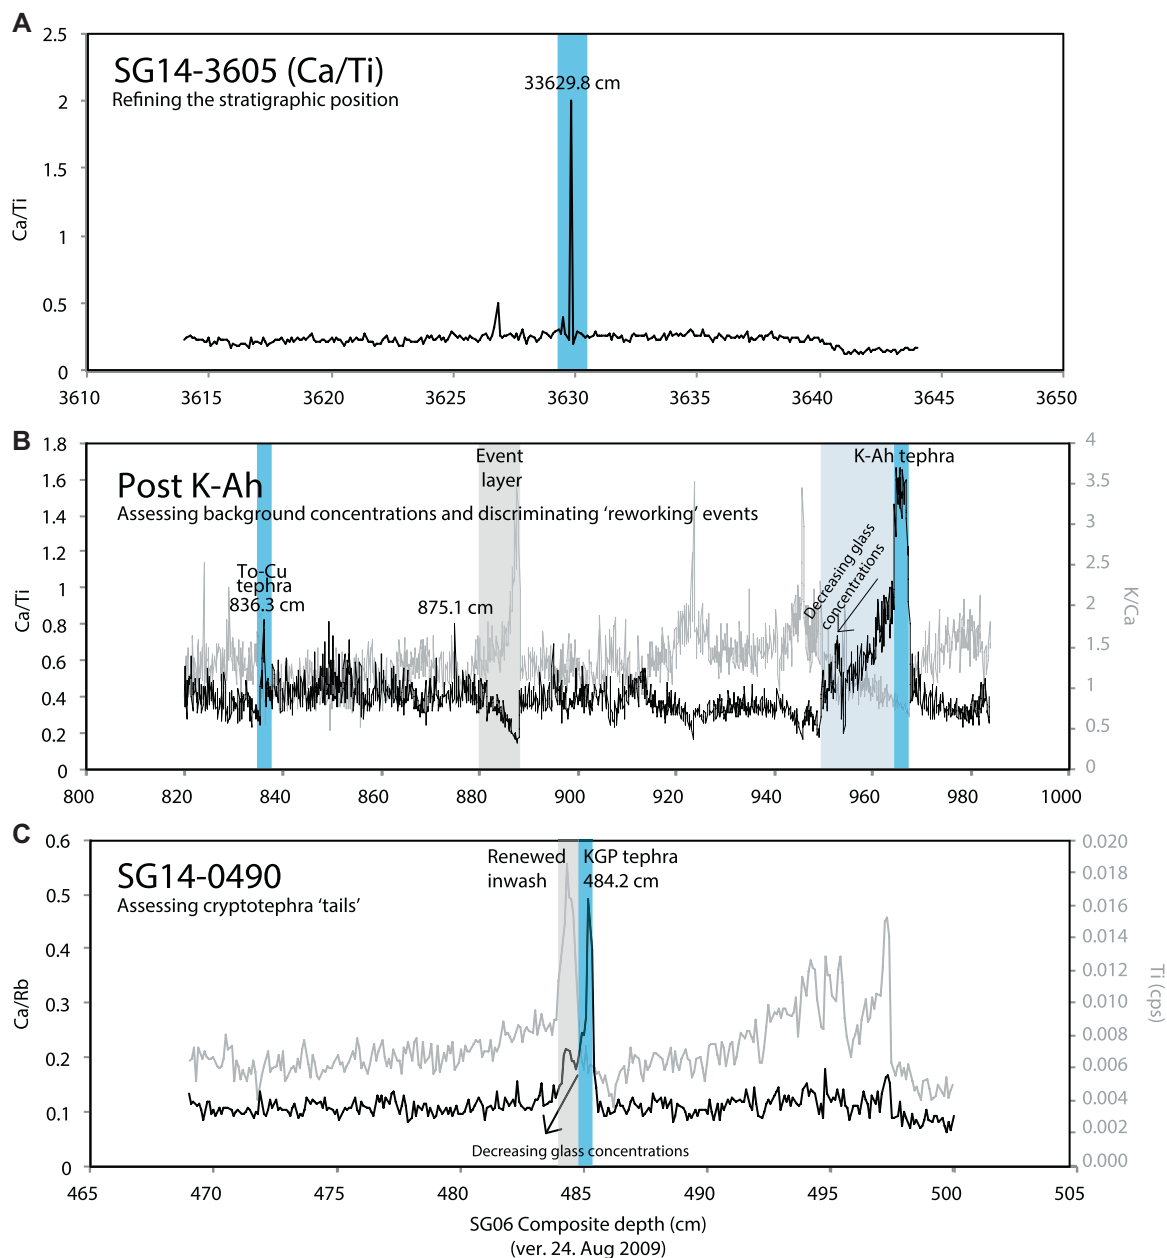 A
SG14-3605 (Ca/Ti)
Refining the stratigraphic position
33629.8 cm
Ca/Ti
2.5
2
1.5
1
0.5
0
3610 3615 3620 3625 3630 3635 3640 3645 3650
B
Post K-Ah
Assessing background concentrations and discriminating ‘reworking’ events
Event
layer
K-Ah tephra
To-Cu
tephra
836.3 cm
875.1 cm
Decreasing glass
concentrations
Ca/Ti
1.8
1.6
1.4
1.2
1
0.8
0.6
0.4
0.2
0
K/Ca
4
3.5
3
2.5
2
1.5
1
0.5
0
800 820 840 860 880 900 920 940 960 980 1000
C
SG14-0490
Assessing cryptotephra ‘tails’
Renewed
inwash
KGP tephra
484.2 cm
Decreasing glass concentrations
Ca/Rb
0.6
0.5
0.4
0.3
0.2
0.1
0
Ti (cps)
0.020
0.018
0.016
0.014
0.012
0.010
0.008
0.006
0.004
0.002
0.000
465 470 475 480 485 490 495 500 505
SG06 Composite depth (cm)
(ver. 24. Aug 2009)